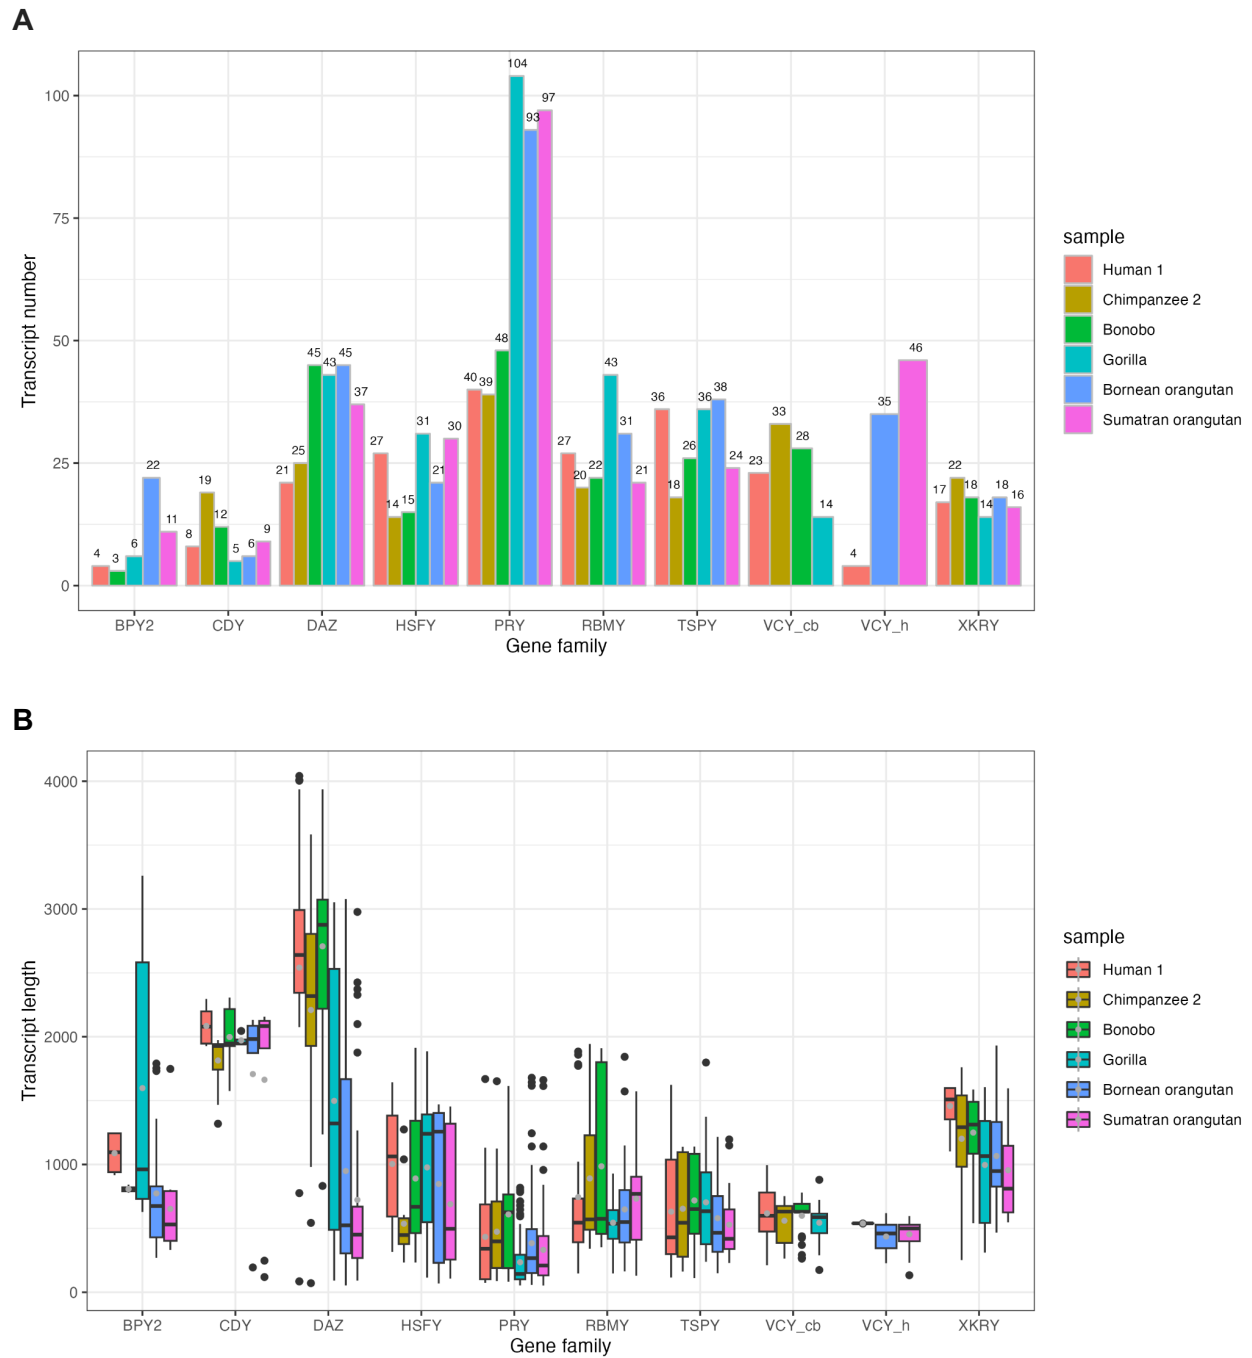 A
Transcript number
100
75
50
25
0
4
3
6
22
11
8
19
12
5
6
9
21
25
45
43
45
37
27
14
15
31
21
30
40
39
48
104
93
97
27
20
22
43
31
21
36
18
26
36
38
24
23
33
28
14
4
35
46
17
22
18
14
18
16
BPY2 CDY DAZ HSFY PRY RBMY TSPY VCY_cb VCY_h XKRY
Gene family
sample
Human 1
Chimpanzee 2
Bonobo
Gorilla
Bornean orangutan
Sumatran orangutan
B
Transcript length
4000
3000
2000
1000
0
BPY2 CDY DAZ HSFY PRY RBMY TSPY VCY_cb VCY_h XKRY
Gene family
sample
Human 1
Chimpanzee 2
Bonobo
Gorilla
Bornean orangutan
Sumatran orangutan